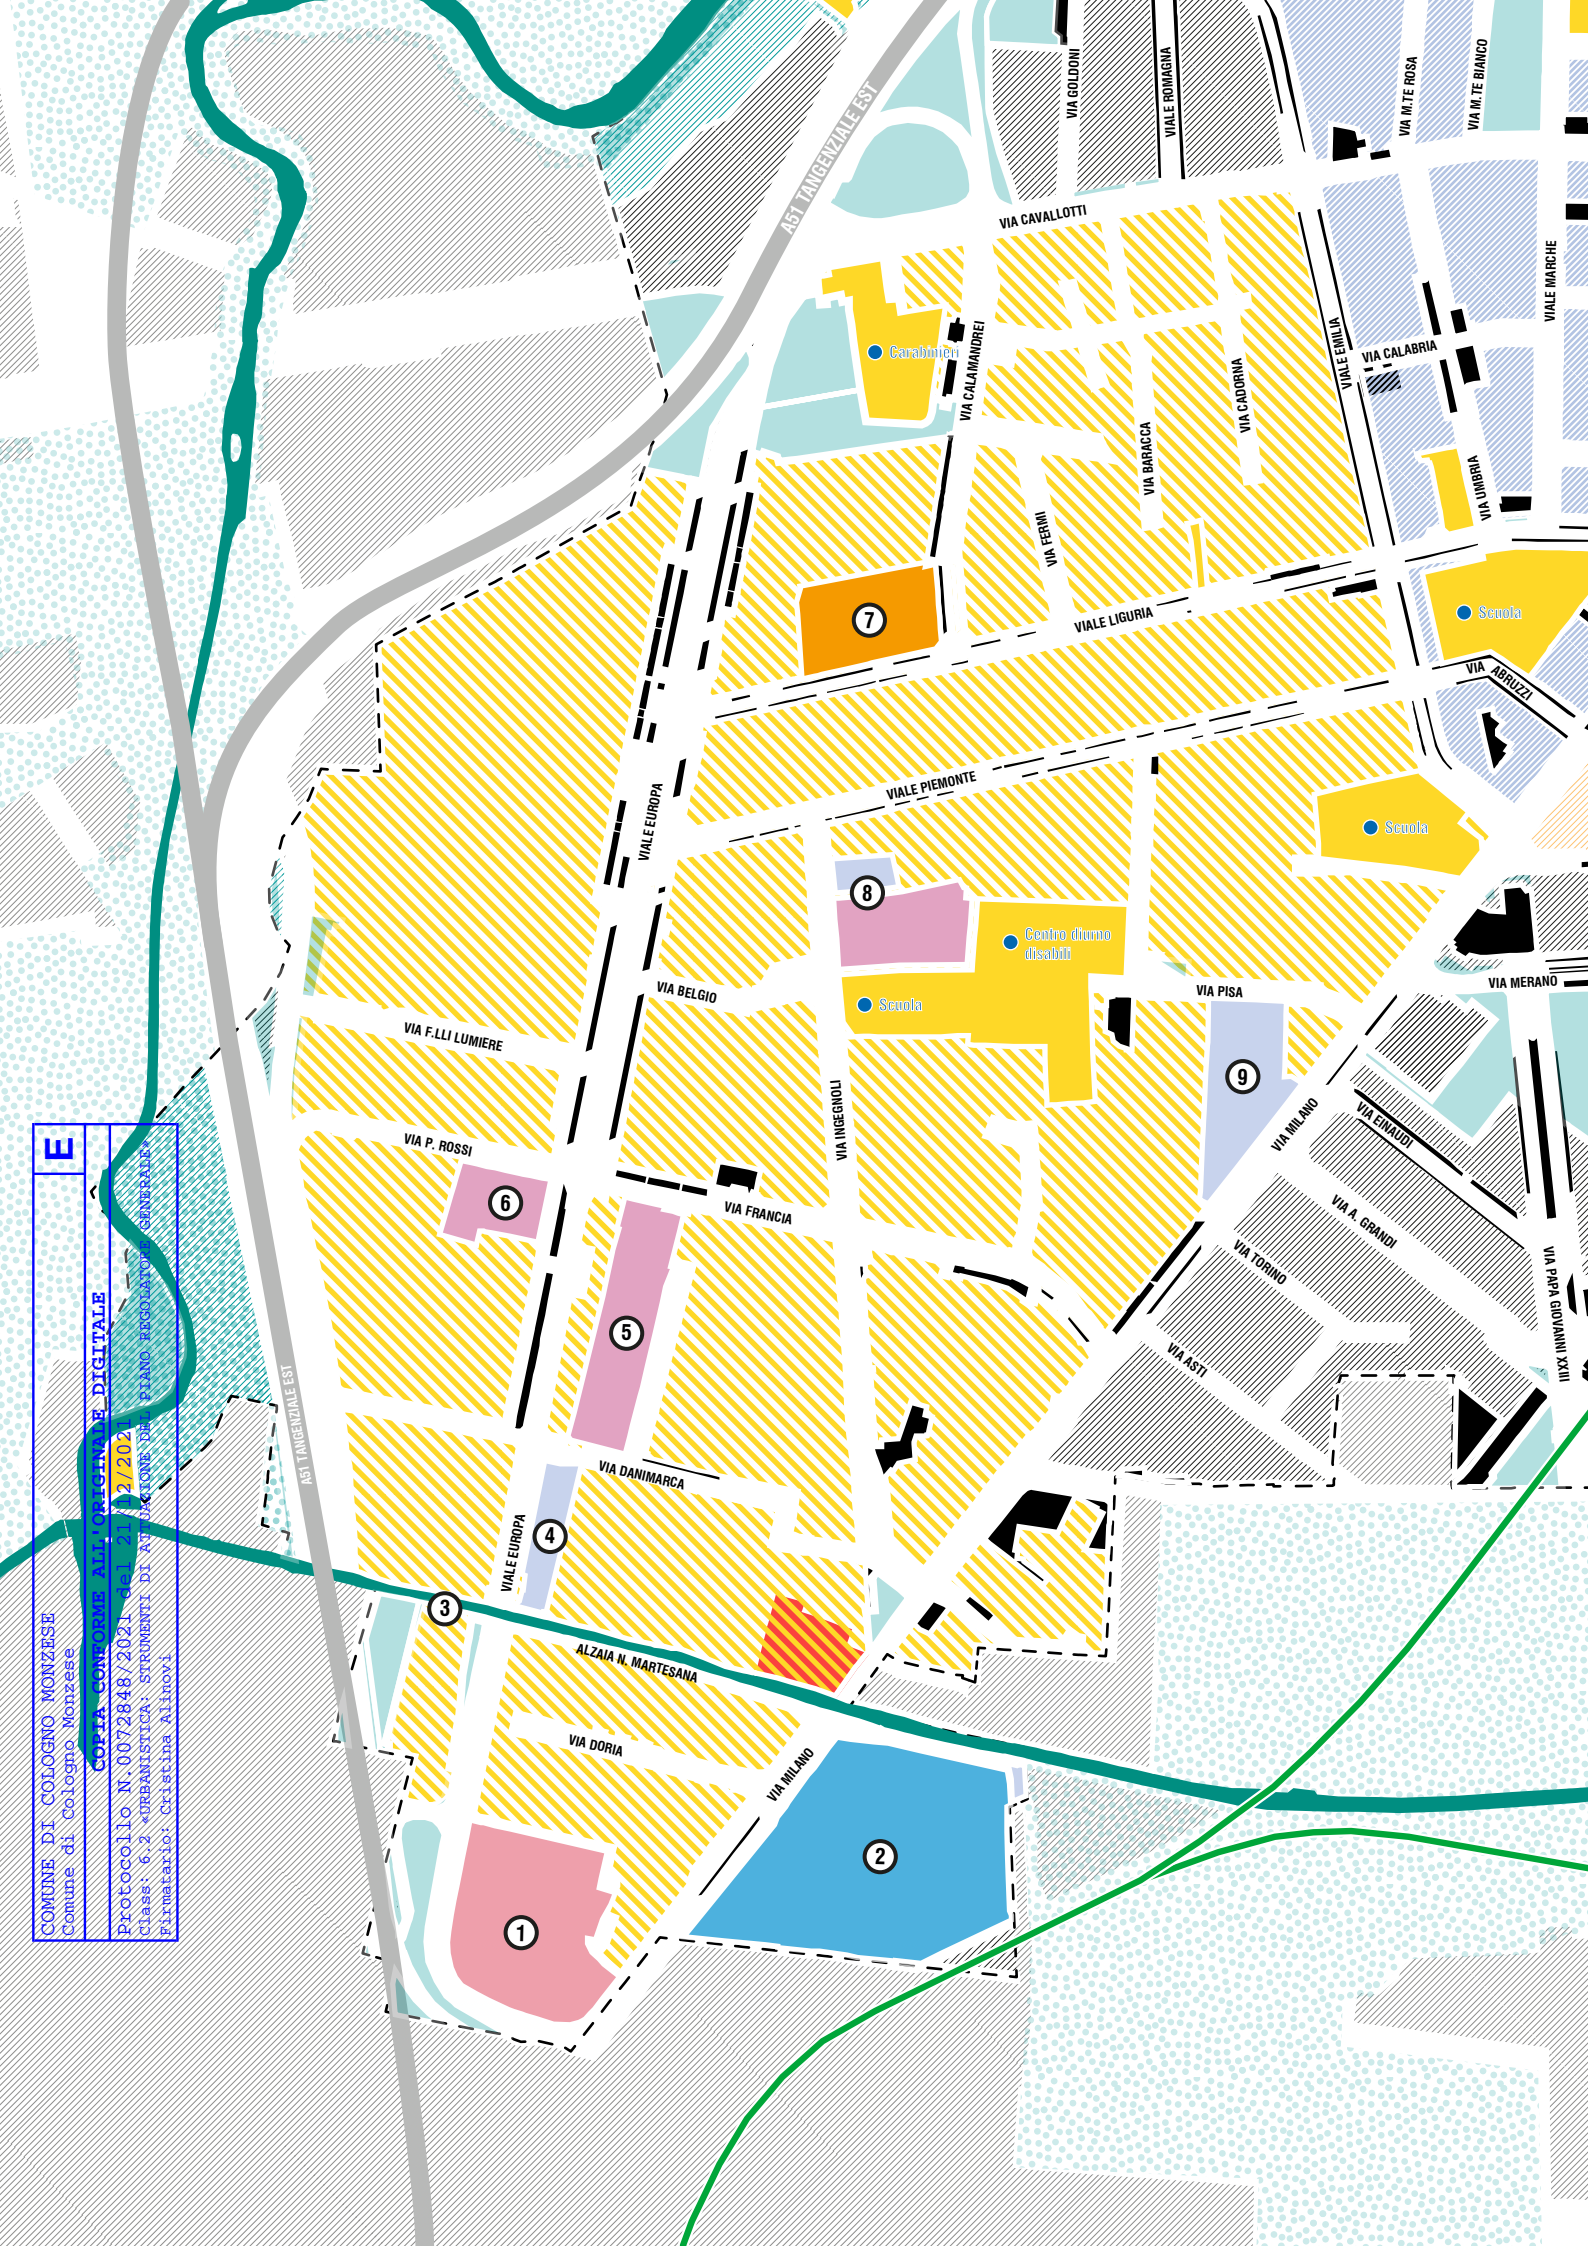 A51 TANGENZIALE EST
VIA GOLDONI
VIALE ROMAGNA
VIA M.TE ROSA
VIA M.TE BIANCO
VIA CAVALLOTTI
VIALE MARCHE
Carabinieri
VIA CALAMANDREI
VIALE EMILIA
VIA CALABRIA
VIA CADORNA
VIA BARACCA
VIA UMBRIA
VIA FERMI
7
VIALE LIGURIA
Scuola
VIA ABRUZZI
VIALE PIEMONTE
VIALE EUROPA
Scuola
8
Centro diurno
disabili
VIA MERANO
VIA BELGIO
VIA PISA
Scuola
VIA F.LLI LUMIERE
9
VIA INGEGNOLI
VIA MILANO
VIA EINAUDI
VIA P. ROSSI
6
VIA FRANCIA
VIA A. GRANDI
VIA TORINO
VIA PAPA GIOVANNI XXIII
5
VIA ASTI
A51 TANGENZIALE EST
VIA DANIMARCA
4
VIALE EUROPA
3
ALZAIA N. MARTESANA
VIA DORIA
VIA MILANO
2
1
E
COMUNE DI COLOGNO MONZESE
Comune di Cologno Monzese
COPIA CONFORME ALL'ORIGINALE DIGITALE
Protocollo N.0072848/2021 del 21/12/2021
Class: 6.2 «URBANISTICA: STRUMENTI DI ATTUAZIONE DEL PIANO REGOLATORE GENERALE»
Firmatario: Cristina Alinovi